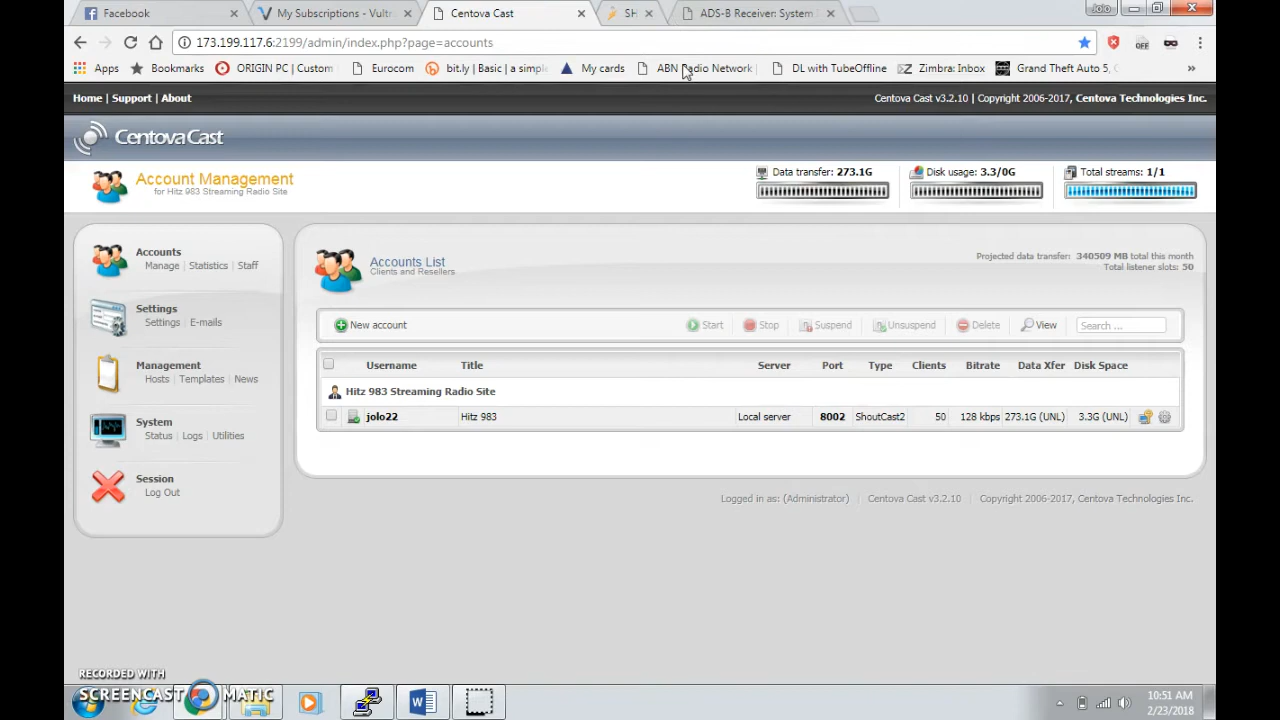 Facebook
My Subscriptions - Vultr
Centova Cast
SH
ADS-B Receiver System
Jolo
173.199.117.6:2199/admin/index.php?page=accounts
OFF
Apps
Bookmarks
ORIGIN PC | Custom
Eurocom
bit.ly | Basic | a simple
My cards
ABN Radio Network
DL with TubeOffline
Zimbra: Inbox
Grand Theft Auto 5,
»
Home | Support | About
Centova Cast v3.2.10 | Copyright 2006-2017, Centova Technologies Inc.
CentovaCast
Account Management
for Hitz 983 Streaming Radio Site
Data transfer: 273.1G
Disk usage: 3.3/0G
Total streams: 1/1
Accounts
Manage | Statistics | Staff
Settings
Settings | E-mails
Management
Hosts | Templates | News
System
Status | Logs | Utilities
Session
Log Out
Accounts List
Clients and Resellers
Projected data transfer: 340509 MB total this month
Total listener slots: 50
New account
Start
Stop
Suspend
Unsuspend
Delete
View
Search ...
Username Title Server Port Type Clients Bitrate Data Xfer Disk Space
Hitz 983 Streaming Radio Site
jolo22 Hitz 983 Local server 8002 ShoutCast2 50 128 kbps 273.1G (UNL) 3.3G (UNL)
Logged in as: (Administrator) | Centova Cast v3.2.10 | Copyright 2006-2017, Centova Technologies Inc.
RECORDED WITH
SCREENCAST MATIC
10:51 AM
2/23/2018